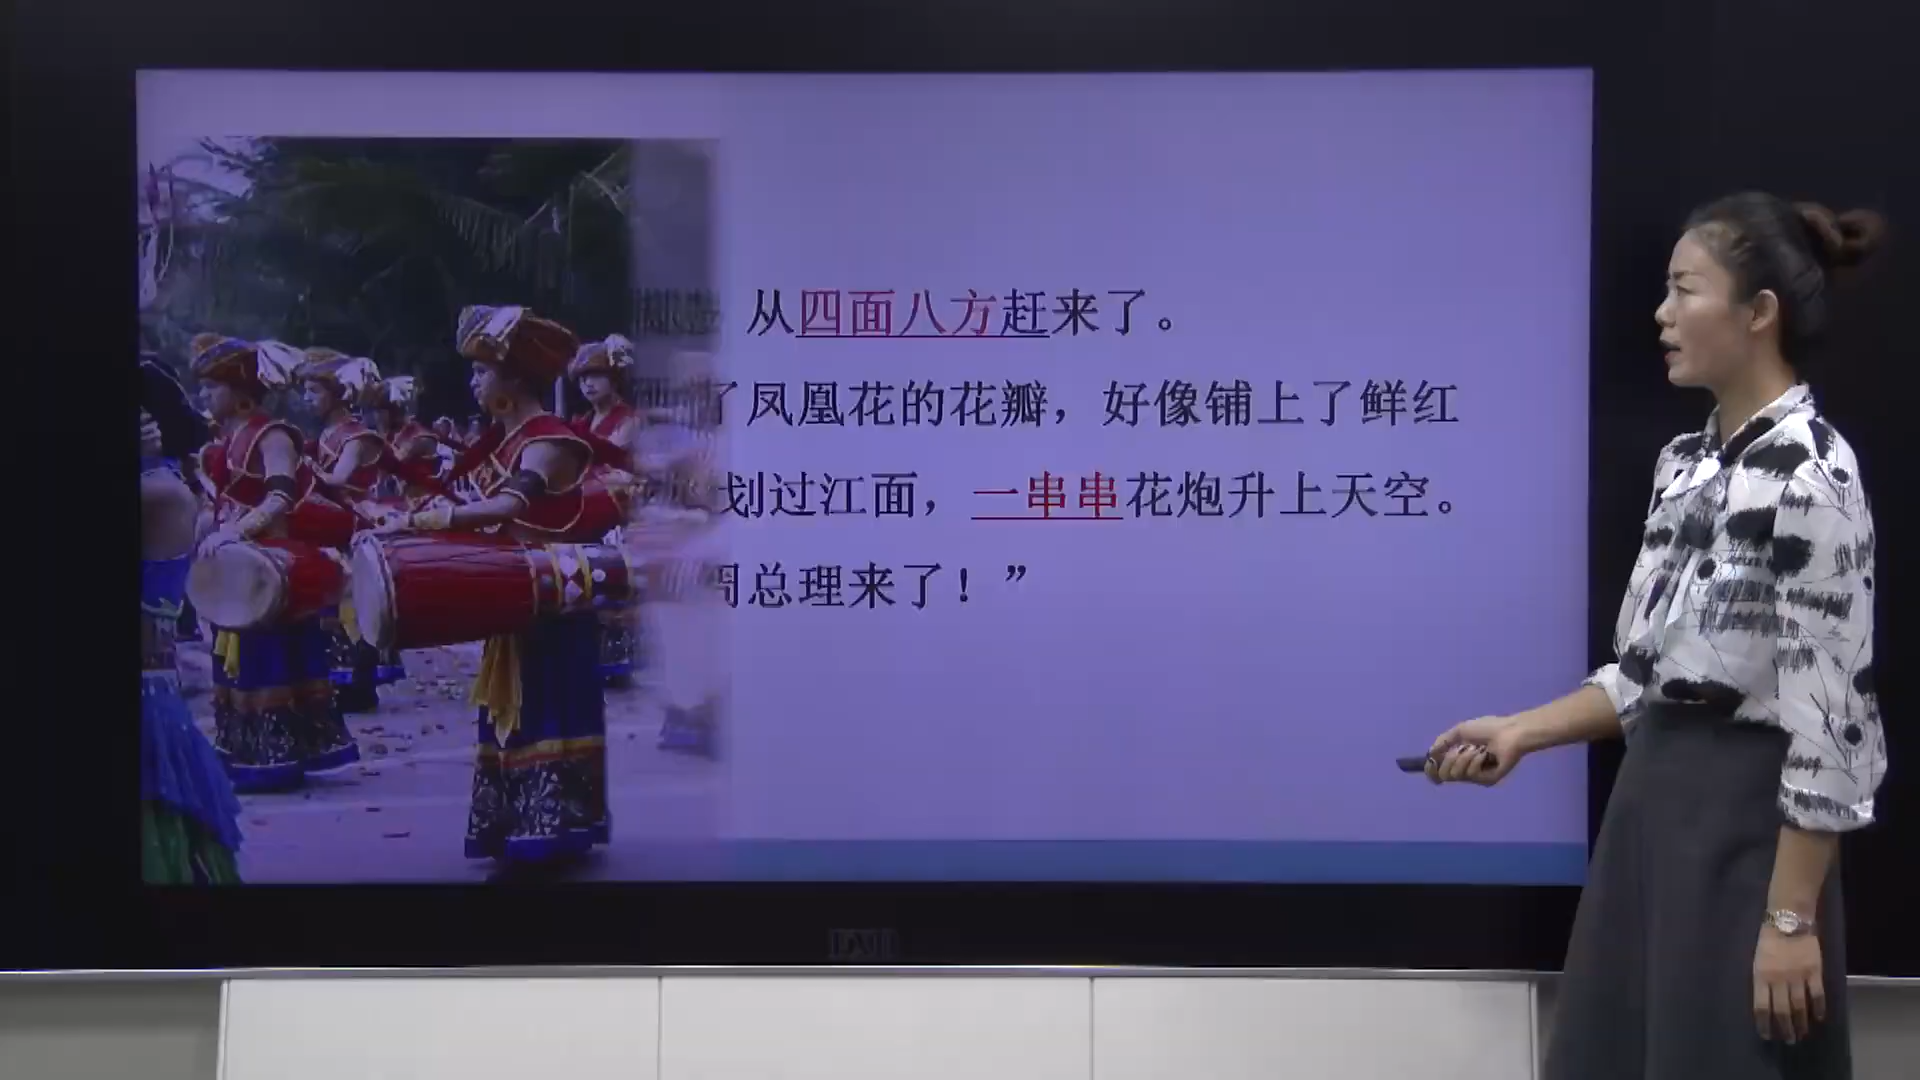 从四面八方赶来了。
了凤凰花的花瓣，好像铺上了鲜红
划过江面，一串串花炮升上天空。
周总理来了！”